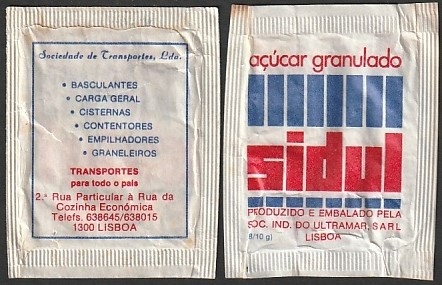 Sociedade de Transportes, Lda.
• BASCULANTES
• CARGA GERAL
• CISTERNAS
• CONTENTORES
• EMPILHADORES
• GRANELEIROS
TRANSPORTES
para todo o país
2.ª Rua Particular à Rua da
Cozinha Económica
Telefs. 638645/638015
1300 LISBOA
açúcar granulado
sidul
PRODUZIDO E EMBALADO PELA
SOC. IND. DO ULTRAMAR, SARL
LISBOA
8/10 g)